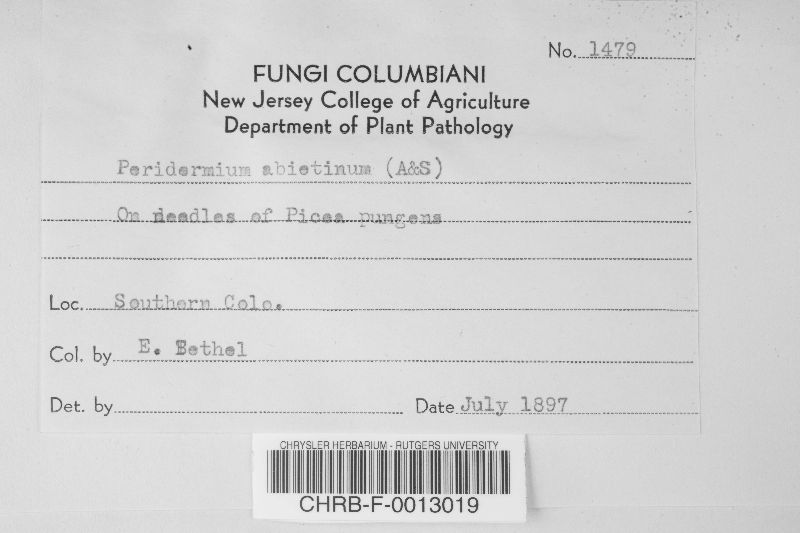 No. 1479
FUNGI COLUMBIANI
New Jersey College of Agriculture
Department of Plant Pathology
Peridermium abietinum (A&S)
On needles of Picea pungens
Loc. Southern Colo.
Col. by E. Bethel
Det. by
Date July 1897
CHRYSLER HERBARIUM - RUTGERS UNIVERSITY
CHRB-F-0013019